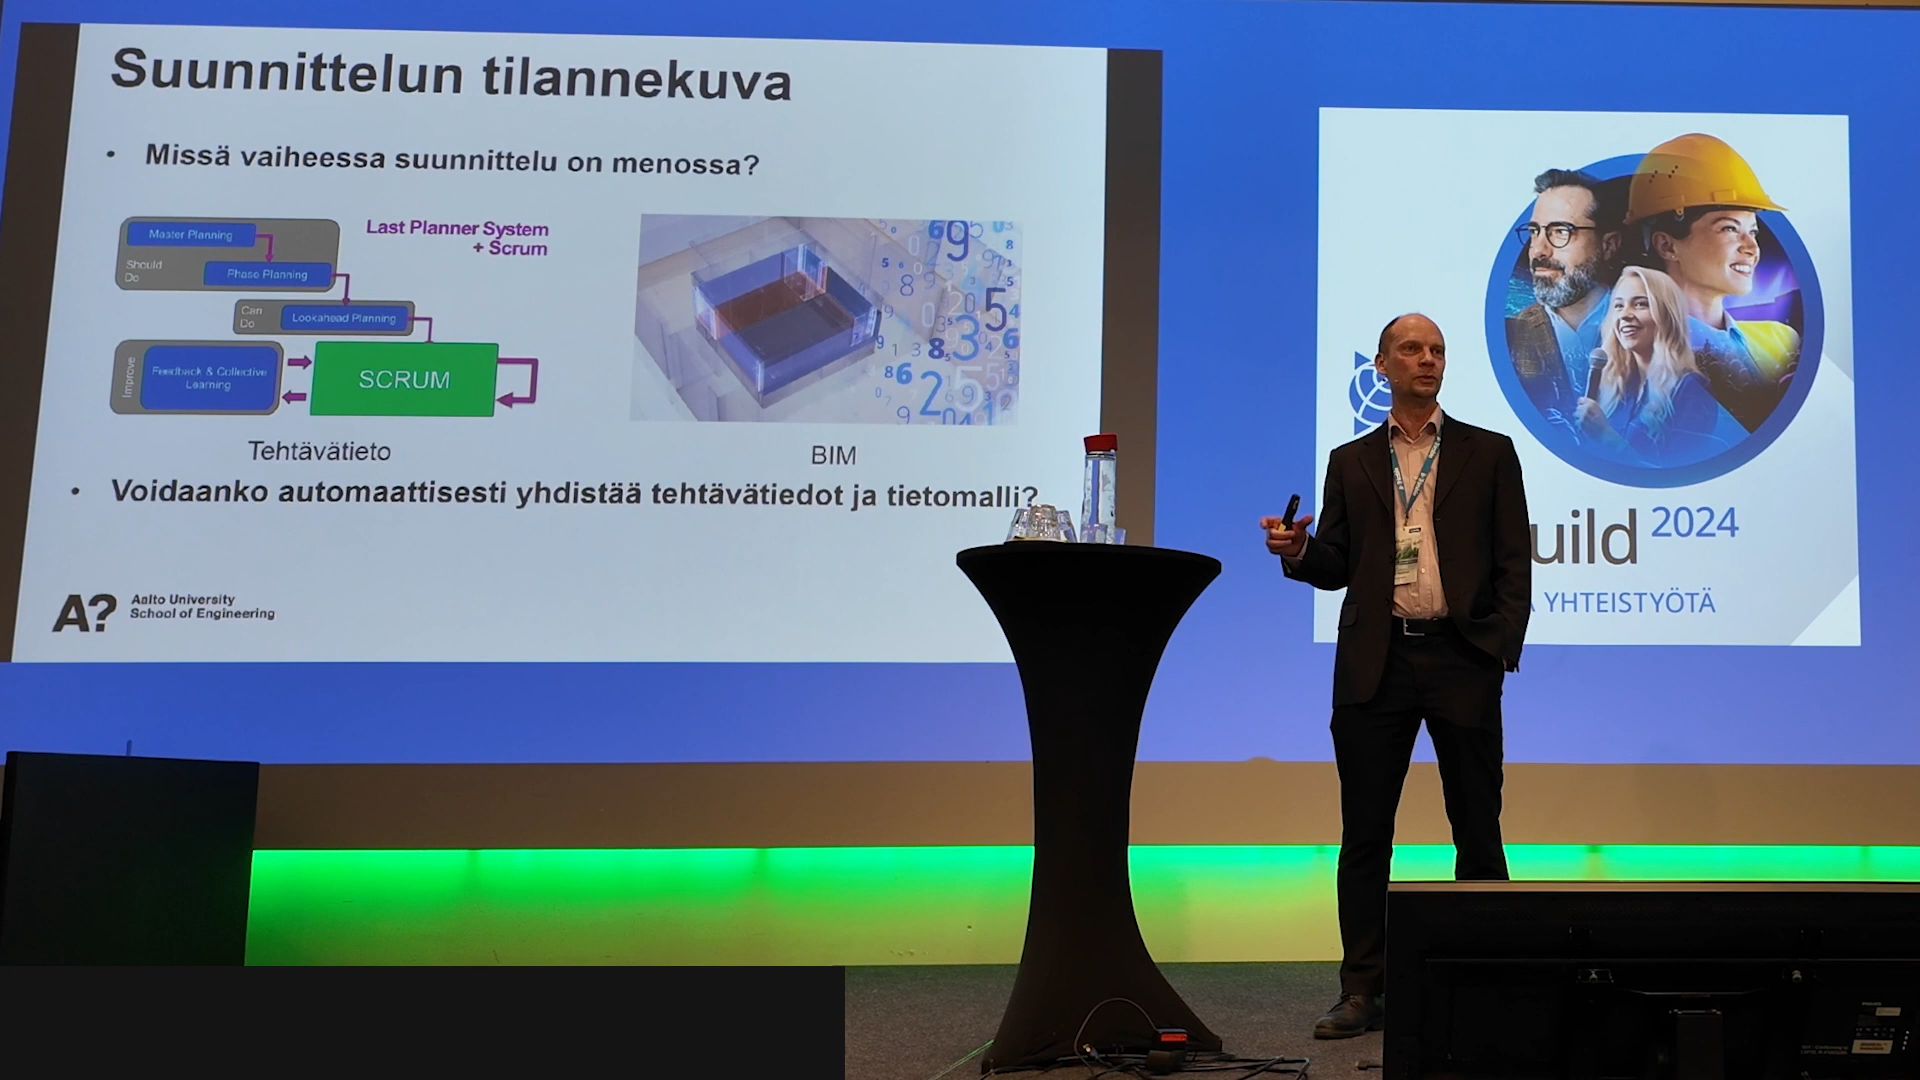 Suunnittelun tilannekuva
• Missä vaiheessa suunnittelu on menossa?
Master Planning
Should
Do
Phase Planning
Last Planner System
+ Scrum
Can
Do
Lookahead Planning
Improve
Feedback & Collective
Learning
SCRUM
Tehtävätieto
BIM
• Voidaanko automaattisesti yhdistää tehtävätiedot ja tietomalli?
A?
Aalto University
School of Engineering
uild 2024
YHTEISTYÖTÄ